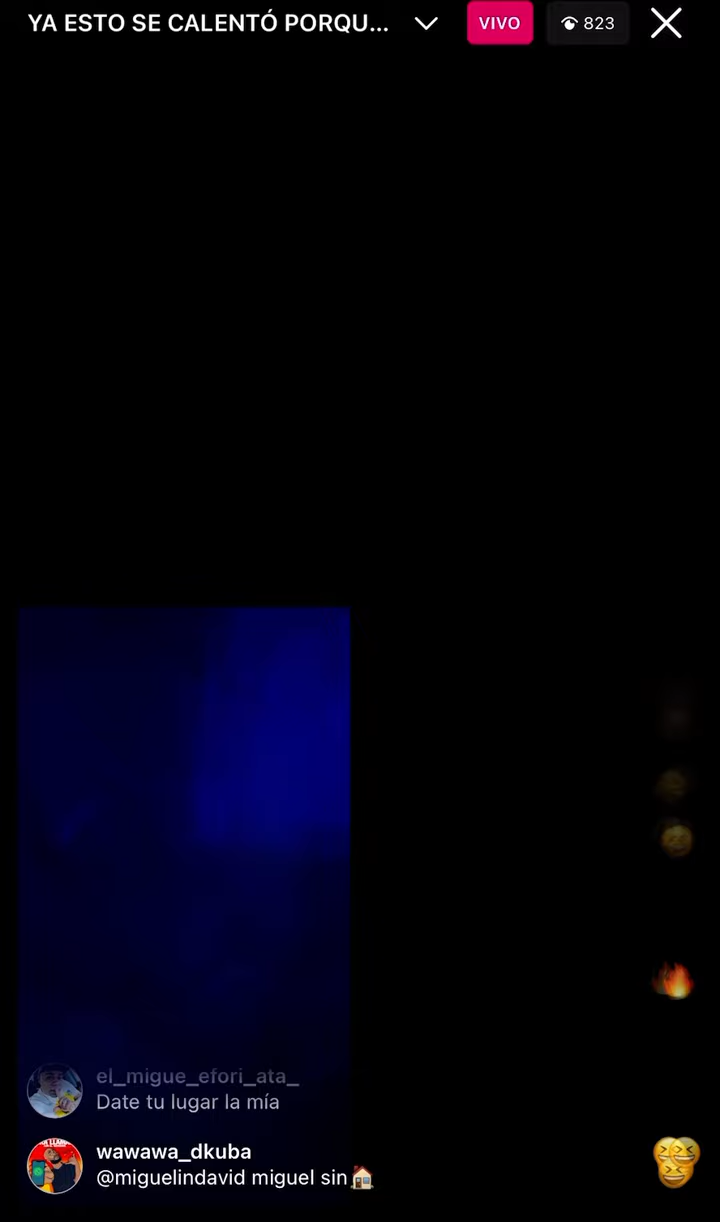 YA ESTO SE CALENTÓ PORQU...
VIVO
823
el_migue_efori_ata_
Date tu lugar la mía
wawawa_dkuba
@miguelindavid miguel sin🏠